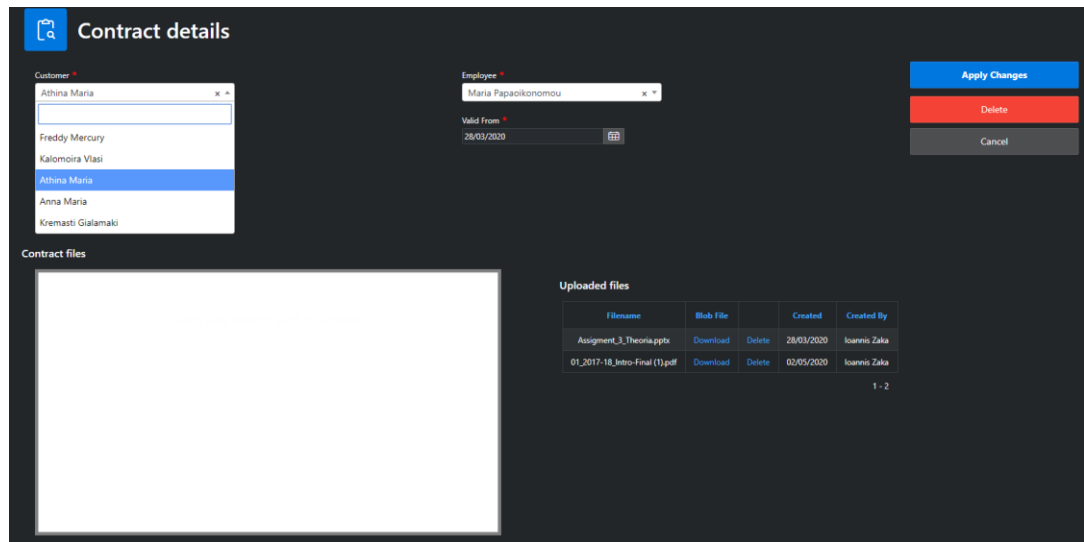 Contract details
Customer *
Athina Maria x
Freddy Mercury
Kalomoira Vlasi
Athina Maria
Anna Maria
Kremasti Gialamaki
Employee *
Maria Papaoikonomou x
Valid From *
28/03/2020
Apply Changes
Delete
Cancel
Contract files
Uploaded files
Filename Blob File Created Created By
Assigment_3_Theoria.pptx Download Delete 28/03/2020 Ioannis Zaka
01_2017-18_Intro-Final (1).pdf Download Delete 02/05/2020 Ioannis Zaka
1 - 2